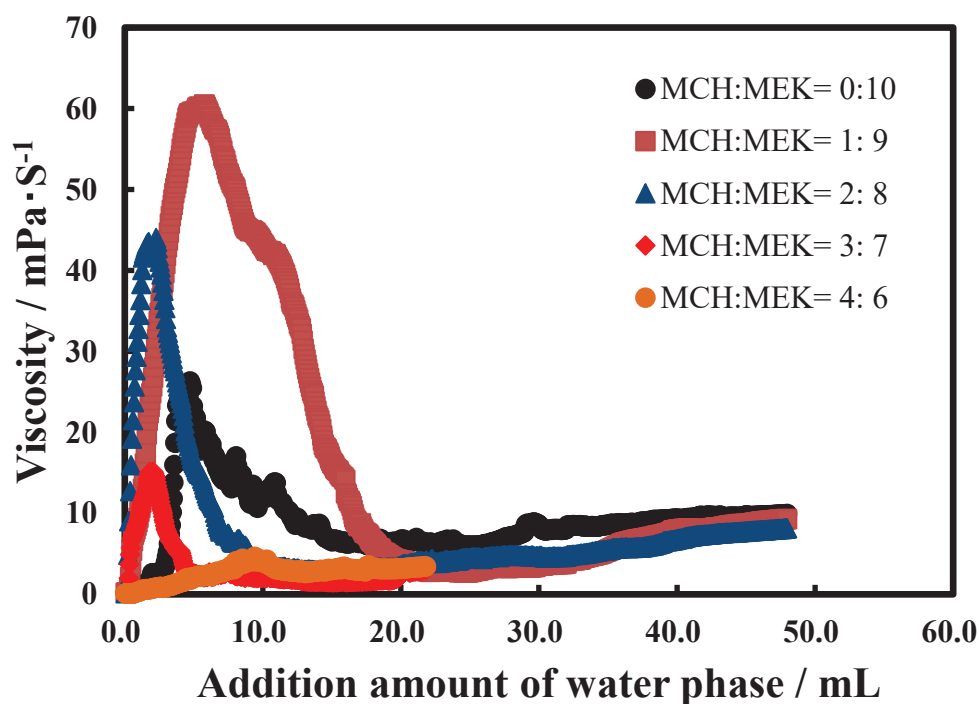 70
60
50
40
30
20
10
0
Viscosity / mPa・S-1
MCH:MEK= 0:10
MCH:MEK= 1: 9
MCH:MEK= 2: 8
MCH:MEK= 3: 7
MCH:MEK= 4: 6
0.0 10.0 20.0 30.0 40.0 50.0 60.0
Addition amount of water phase / mL